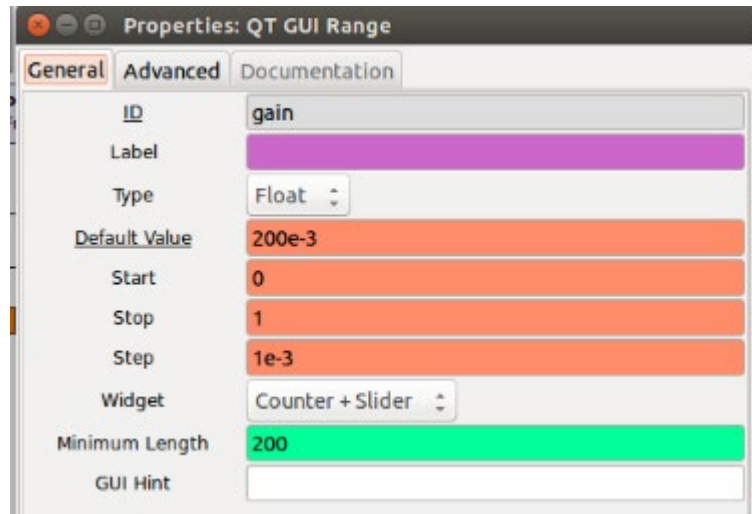 Properties: QT GUI Range
General Advanced Documentation
ID gain
Label
Type Float
Default Value 200e-3
Start 0
Stop 1
Step 1e-3
Widget Counter + Slider
Minimum Length 200
GUI Hint